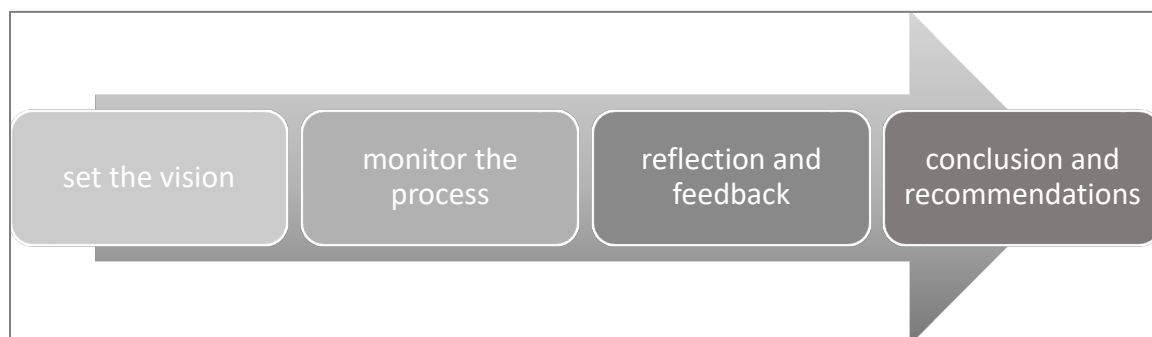 set the vision
monitor the
process
reflection and
feedback
conclusion and
recommendations